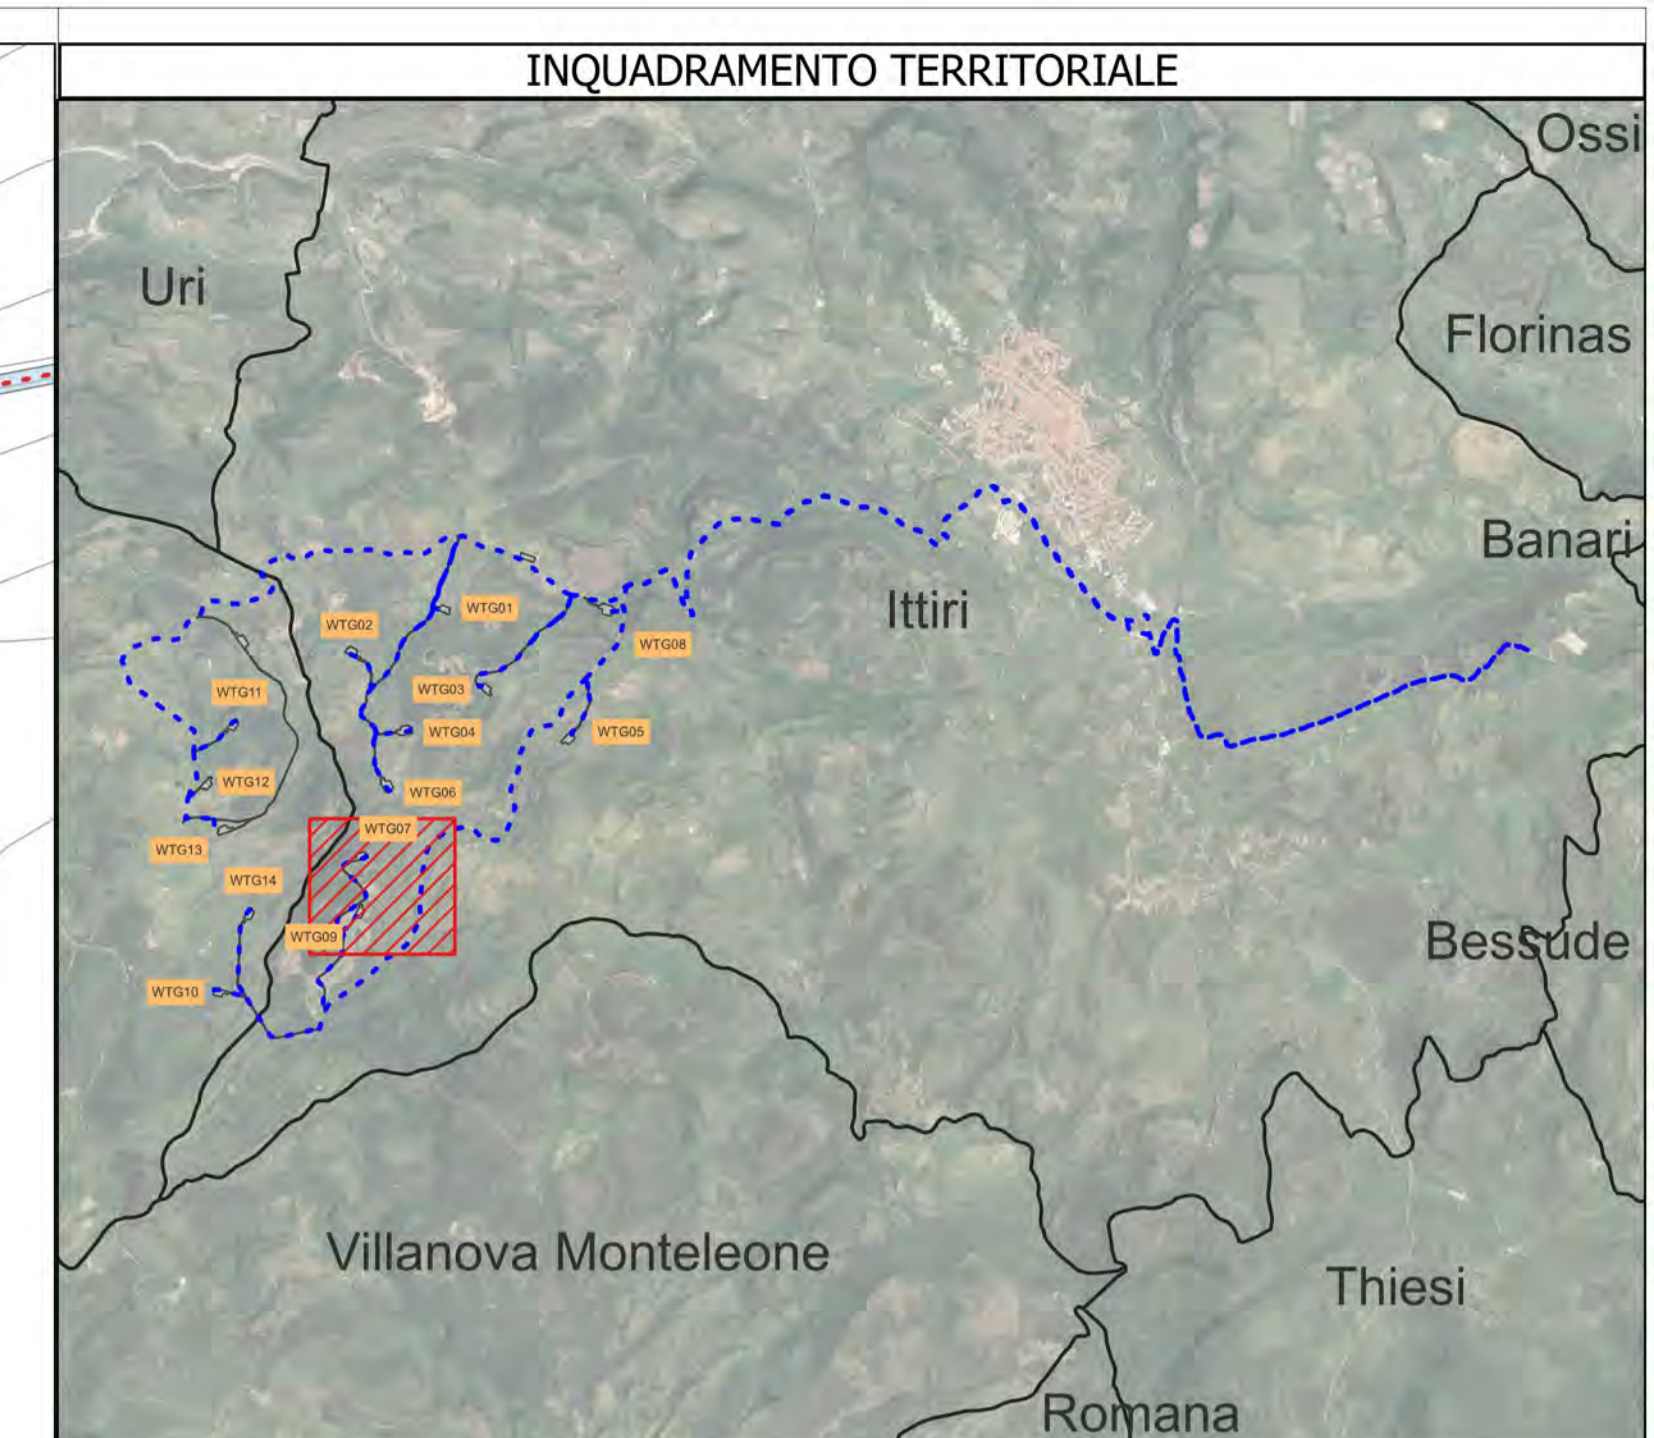 INQUADRAMENTO TERRITORIALE
Ossi
Uri
Florinas
Banari
Ittiri
WTG01
WTG02
WTG08
WTG03
WTG11
WTG04
WTG05
WTG12
WTG06
WTG07
WTG13
WTG14
WTG09
Bessude
WTG10
Villanova Monteleone
Thiesi
Romana